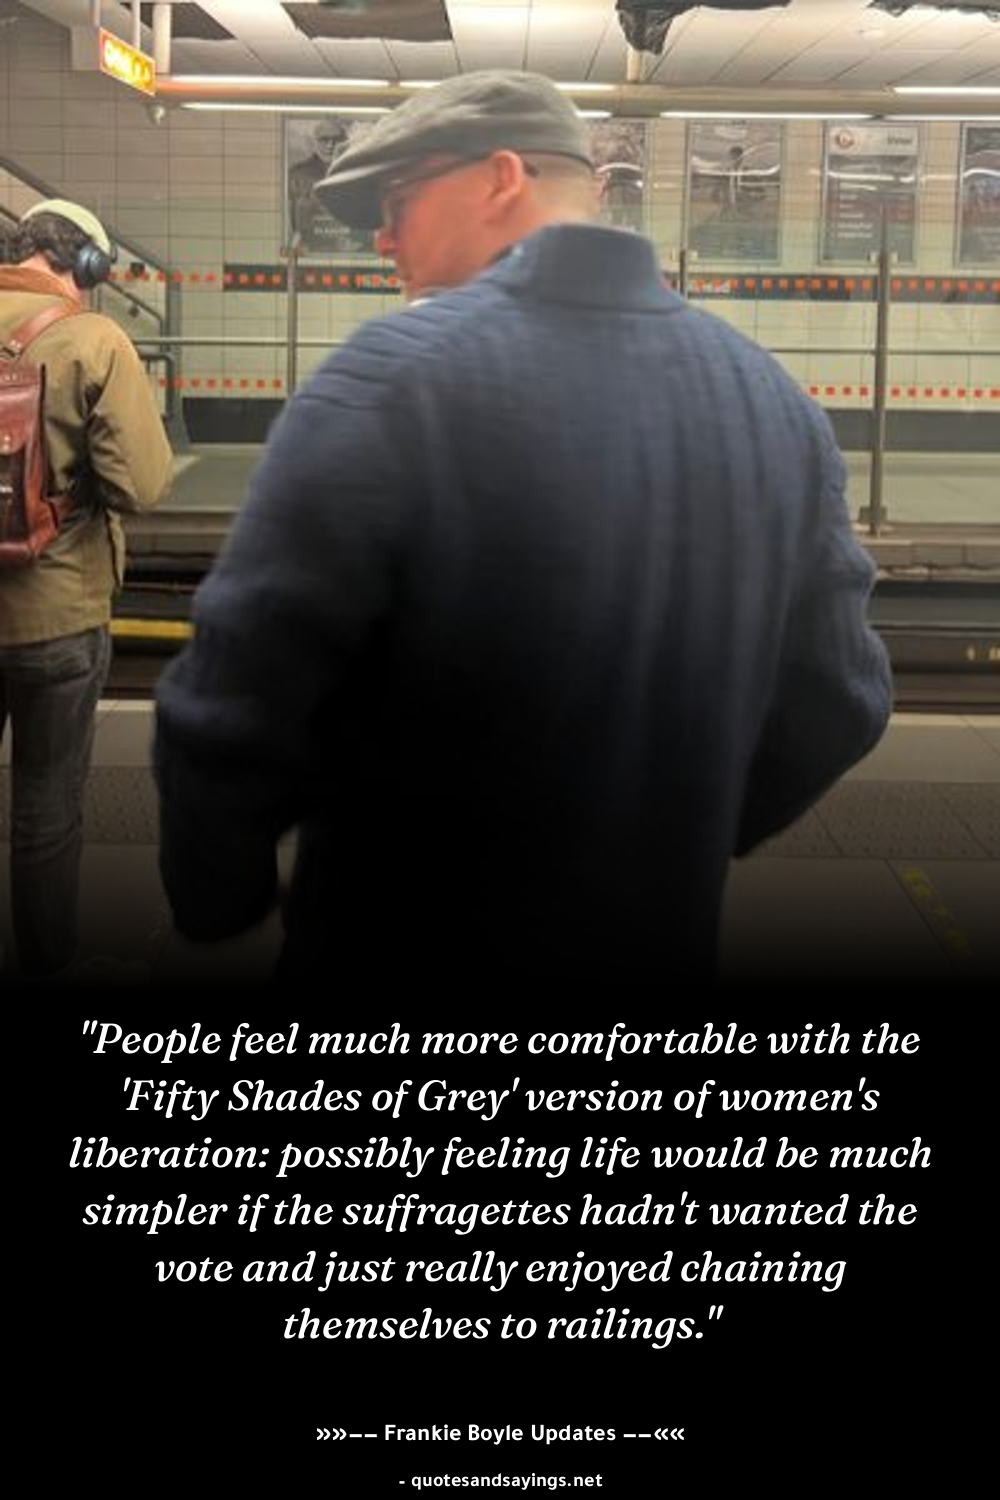 "People feel much more comfortable with the
'Fifty Shades of Grey' version of women's
liberation: possibly feeling life would be much
simpler if the suffragettes hadn't wanted the
vote and just really enjoyed chaining
themselves to railings."
»»–– Frankie Boyle Updates ––««
- quotesandsayings.net